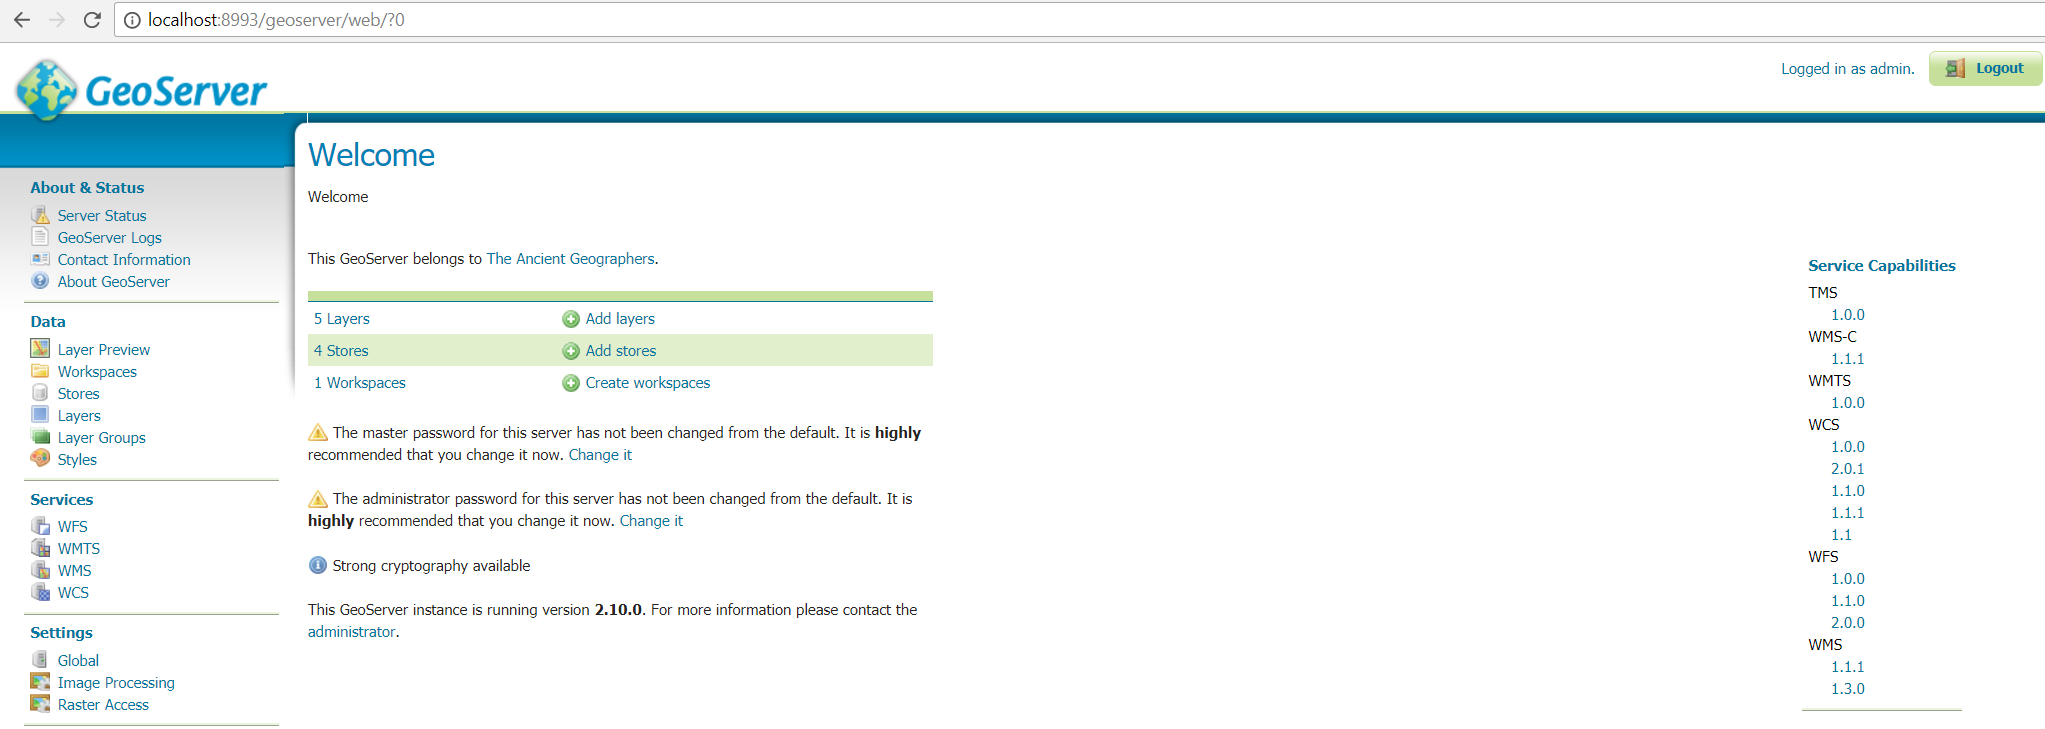 localhost:8993/geoserver/web/?0
GeoServer
Logged in as admin.
Logout
About & Status
Server Status
GeoServer Logs
Contact Information
About GeoServer
Data
Layer Preview
Workspaces
Stores
Layers
Layer Groups
Styles
Services
WFS
WMTS
WMS
WCS
Settings
Global
Image Processing
Raster Access
Welcome
Welcome
This GeoServer belongs to The Ancient Geographers.
5 Layers Add layers
4 Stores Add stores
1 Workspaces Create workspaces
The master password for this server has not been changed from the default. It is highly
recommended that you change it now. Change it
The administrator password for this server has not been changed from the default. It is
highly recommended that you change it now. Change it
Strong cryptography available
This GeoServer instance is running version 2.10.0. For more information please contact the
administrator.
Service Capabilities
TMS
1.0.0
WMS-C
1.1.1
WMTS
1.0.0
WCS
1.0.0
2.0.1
1.1.0
1.1.1
1.1
WFS
1.0.0
1.1.0
2.0.0
WMS
1.1.1
1.3.0